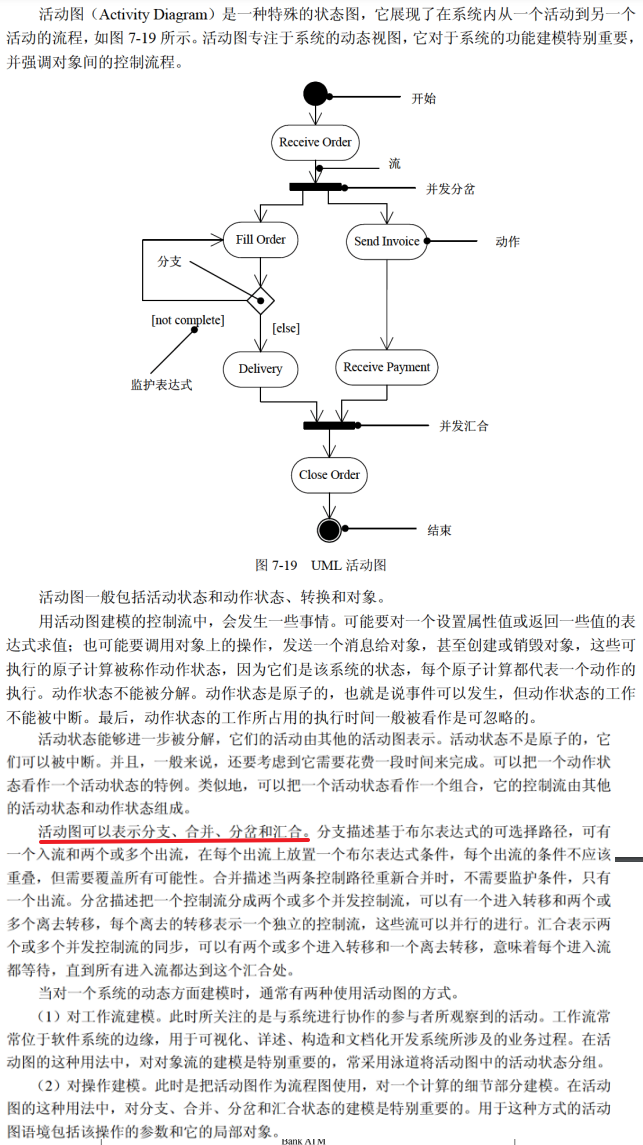 活动图（Activity Diagram）是一种特殊的状态图，它展现了在系统内从一个活动到另一个
活动的流程，如图 7-19 所示。活动图专注于系统的动态视图，它对于系统的功能建模特别重要，
并强调对象间的控制流程。
开始
Receive Order
流
并发分岔
Fill Order
Send Invoice
动作
分支
[not complete]
[else]
监护表达式
Delivery
Receive Payment
并发汇合
Close Order
结束
图 7-19 UML 活动图
活动图一般包括活动状态和动作状态、转换和对象。
用活动图建模的控制流中，会发生一些事情。可能要对一个设置属性值或返回一些值的表
达式求值；也可能要调用对象上的操作，发送一个消息给对象，甚至创建或销毁对象，这些可
执行的原子计算被称作动作状态，因为它们是该系统的状态，每个原子计算都代表一个动作的
执行。动作状态不能被分解。动作状态是原子的，也就是说事件可以发生，但动作状态的工作
不能被中断。最后，动作状态的工作所占用的执行时间一般被看作是可忽略的。
活动状态能够进一步被分解，它们的活动由其他的活动图表示。活动状态不是原子的，它
们可以被中断。并且，一般来说，还要考虑到它需要花费一段时间来完成。可以把一个动作状
态看作一个活动状态的特例。类似地，可以把一个活动状态看作一个组合，它的控制流由其他
的活动状态和动作状态组成。
活动图可以表示分支、合并、分岔和汇合。分支描述基于布尔表达式的可选择路径，可有
一个入流和两个或多个出流，在每个出流上放置一个布尔表达式条件，每个出流的条件不应该
重叠，但需要覆盖所有可能性。合并描述当两条控制路径重新合并时，不需要监护条件，只有
一个出流。分岔描述把一个控制流分成两个或多个并发控制流，可以有一个进入转移和两个或
多个离去转移，每个离去的转移表示一个独立的控制流，这些流可以并行的进行。汇合表示两
个或多个并发控制流的同步，可以有两个或多个进入转移和一个离去转移，意味着每个进入流
都等待，直到所有进入流都达到这个汇合处。
当对一个系统的动态方面建模时，通常有两种使用活动图的方式。
（1）对工作流建模。此时所关注的是与系统进行协作的参与者所观察到的活动。工作流常
常位于软件系统的边缘，用于可视化、详述、构造和文档化开发系统所涉及的业务过程。在活
动图的这种用法中，对对象流的建模是特别重要的，常采用泳道将活动图中的活动状态分组。
（2）对操作建模。此时是把活动图作为流程图使用，对一个计算的细节部分建模。在活动
图的这种用法中，对分支、合并、分岔和汇合状态的建模是特别重要的。用于这种方式的活动
图语境包括该操作的参数和它的局部对象。
Bank ATM